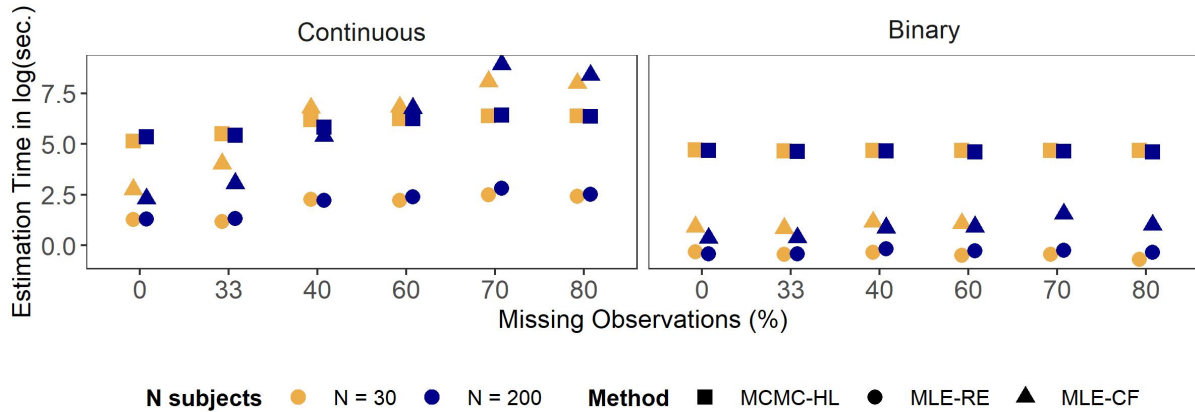 Continuous
Binary
Estimation Time in log(sec.)
7.5
5.0
2.5
0.0
0 33 40 60 70 80
0 33 40 60 70 80
Missing Observations (%)
N subjects N = 30 N = 200 Method MCMC-HL MLE-RE MLE-CF